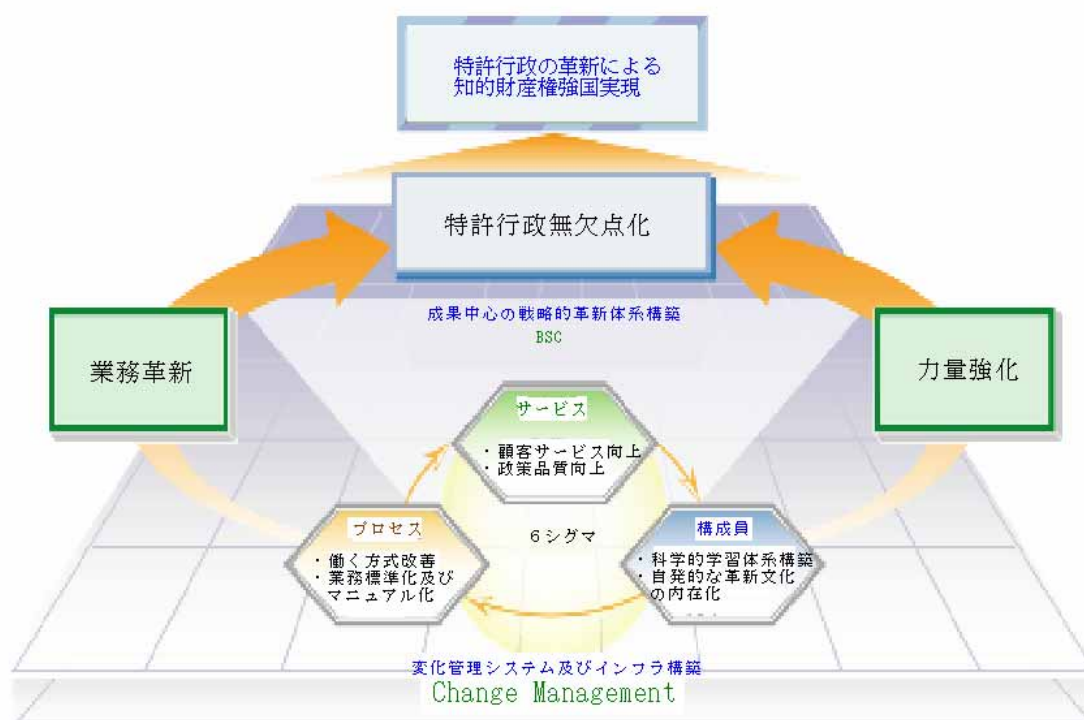 特許行政の革新による
知的財産権強国実現
特許行政無欠点化
成果中心の戦略的革新体系構築
BSC
業務革新
力量強化
サービス
・顧客サービス向上
・政策品質向上
プロセス
・働く方式改善
・業務標準化及び
マニュアル化
6シグマ
構成員
・科学的学習体系構築
・自発的な革新文化
の内在化
変化管理システム及びインフラ構築
Change Management